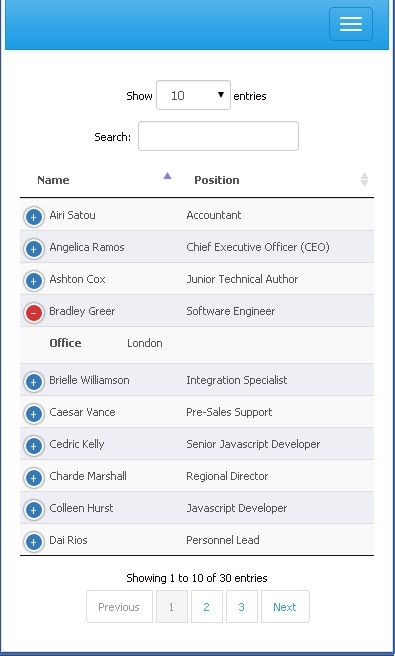 Show 10 entries
Search:
Name Position
Airi Satou Accountant
Angelica Ramos Chief Executive Officer (CEO)
Ashton Cox Junior Technical Author
Bradley Greer Software Engineer
Office London
Brielle Williamson Integration Specialist
Caesar Vance Pre-Sales Support
Cedric Kelly Senior Javascript Developer
Charde Marshall Regional Director
Colleen Hurst Javascript Developer
Dai Rios Personnel Lead
Showing 1 to 10 of 30 entries
Previous 1 2 3 Next